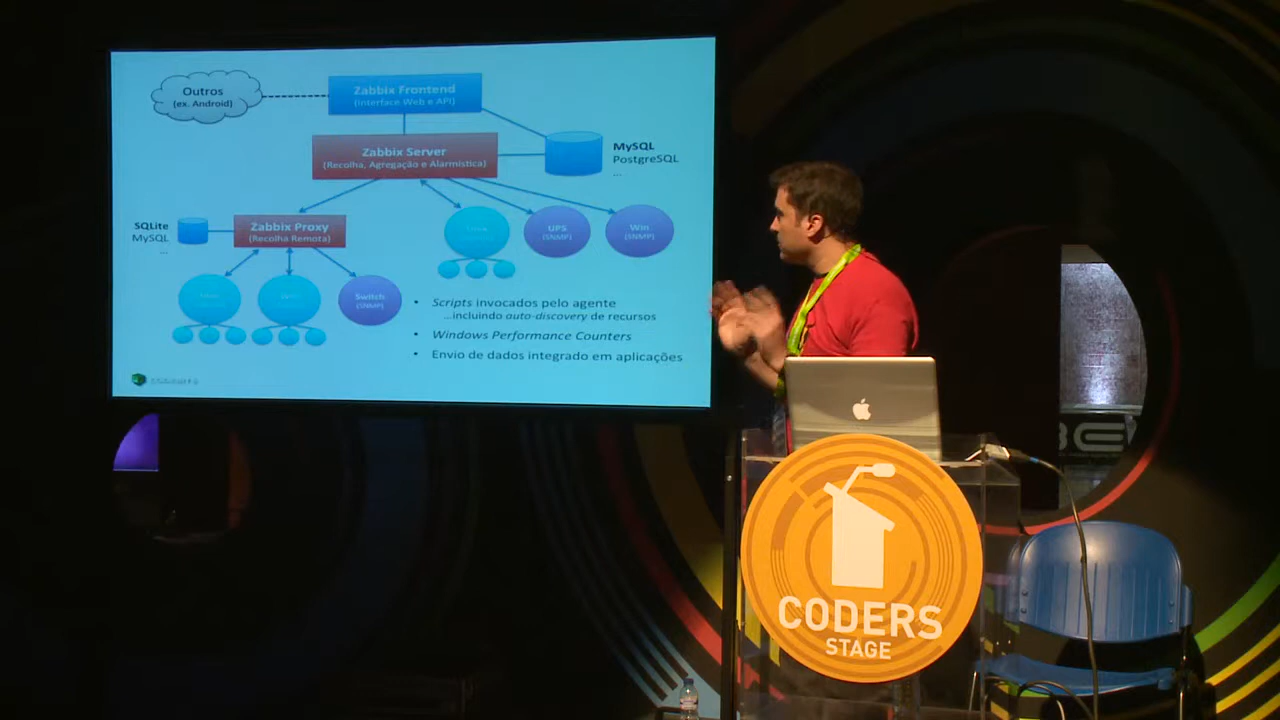 Outros
(ex. Android)
Zabbix Frontend
(Interface Web e API)
Zabbix Server
(Recolha, Agregação e Alarmística)
MySQL
PostgreSQL
...
SQLite
MySQL
...
Zabbix Proxy
(Recolha Remota)
UPS
(SNMP)
Win
(SNMP)
Switch
(SNMP)
• Scripts invocados pelo agente
...incluindo auto-discovery de recursos
• Windows Performance Counters
• Envio de dados integrado em aplicações
CODERS
STAGE